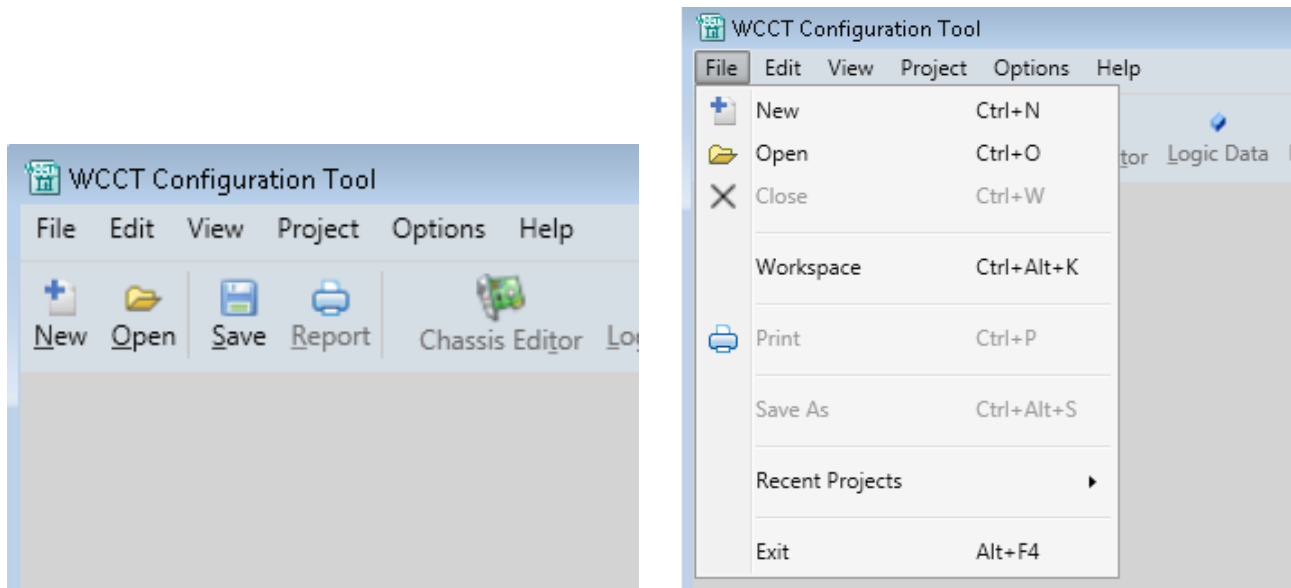 WCCT Configuration Tool
File Edit View Project Options Help
New Open Save Report Chassis Editor
WCCT Configuration Tool
File Edit View Project Options Help
New Ctrl+N
Open Ctrl+O
Close Ctrl+W
Workspace Ctrl+Alt+K
Print Ctrl+P
Save As Ctrl+Alt+S
Recent Projects
Exit Alt+F4
tor Logic Data